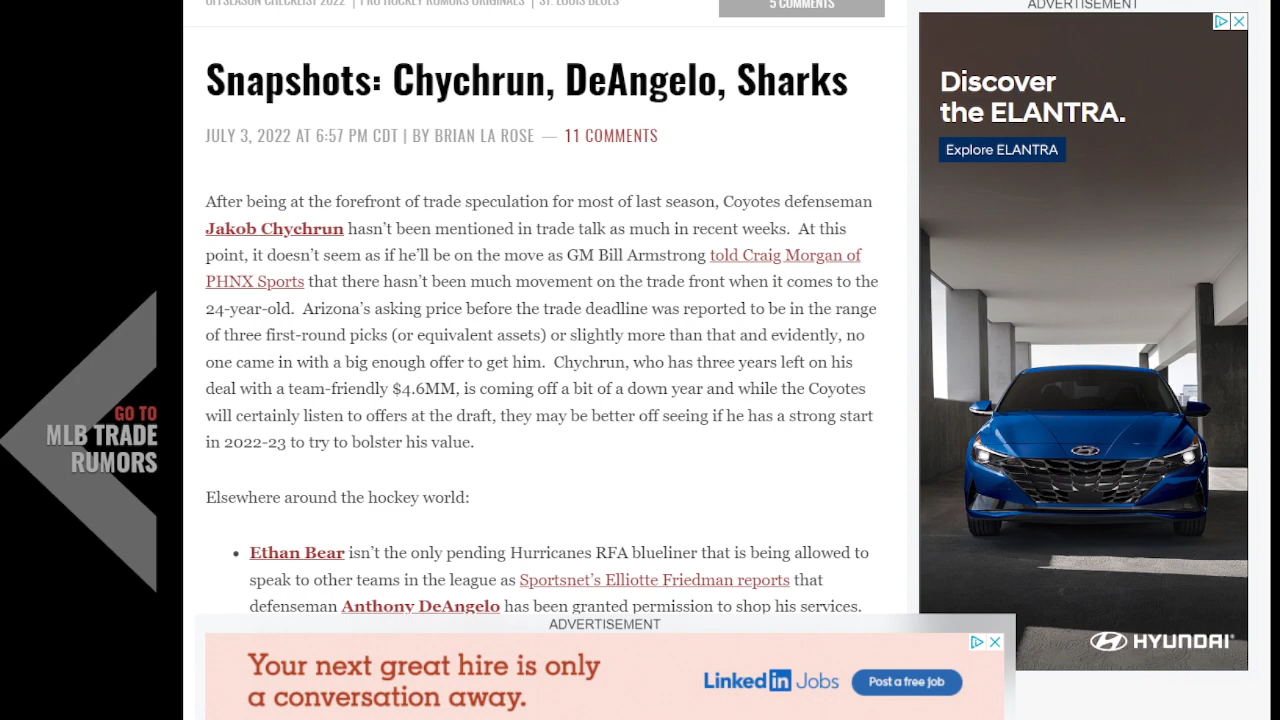 OFFSEASON CHECKLIST 2022 | PRO HOCKEY RUMORS ORIGINALS | ST. LOUIS BLUES
5 COMMENTS
ADVERTISEMENT
Snapshots: Chychrun, DeAngelo, Sharks
JULY 3, 2022 AT 6:57 PM CDT | BY BRIAN LA ROSE — 11 COMMENTS
After being at the forefront of trade speculation for most of last season, Coyotes defenseman
Jakob Chychrun hasn't been mentioned in trade talk as much in recent weeks.  At this
point, it doesn't seem as if he'll be on the move as GM Bill Armstrong told Craig Morgan of
PHNX Sports that there hasn't been much movement on the trade front when it comes to the
24-year-old.  Arizona's asking price before the trade deadline was reported to be in the range
of three first-round picks (or equivalent assets) or slightly more than that and evidently, no
one came in with a big enough offer to get him.  Chychrun, who has three years left on his
deal with a team-friendly $4.6MM, is coming off a bit of a down year and while the Coyotes
will certainly listen to offers at the draft, they may be better off seeing if he has a strong start
in 2022-23 to try to bolster his value.
Elsewhere around the hockey world:
• Ethan Bear isn't the only pending Hurricanes RFA blueliner that is being allowed to
speak to other teams in the league as Sportsnet's Elliotte Friedman reports that
defenseman Anthony DeAngelo has been granted permission to shop his services.
GO TO
MLB TRADE
RUMORS
Discover
the ELANTRA.
Explore ELANTRA
HYUNDAI
ADVERTISEMENT
Your next great hire is only
a conversation away.
Linked in Jobs
Post a free job